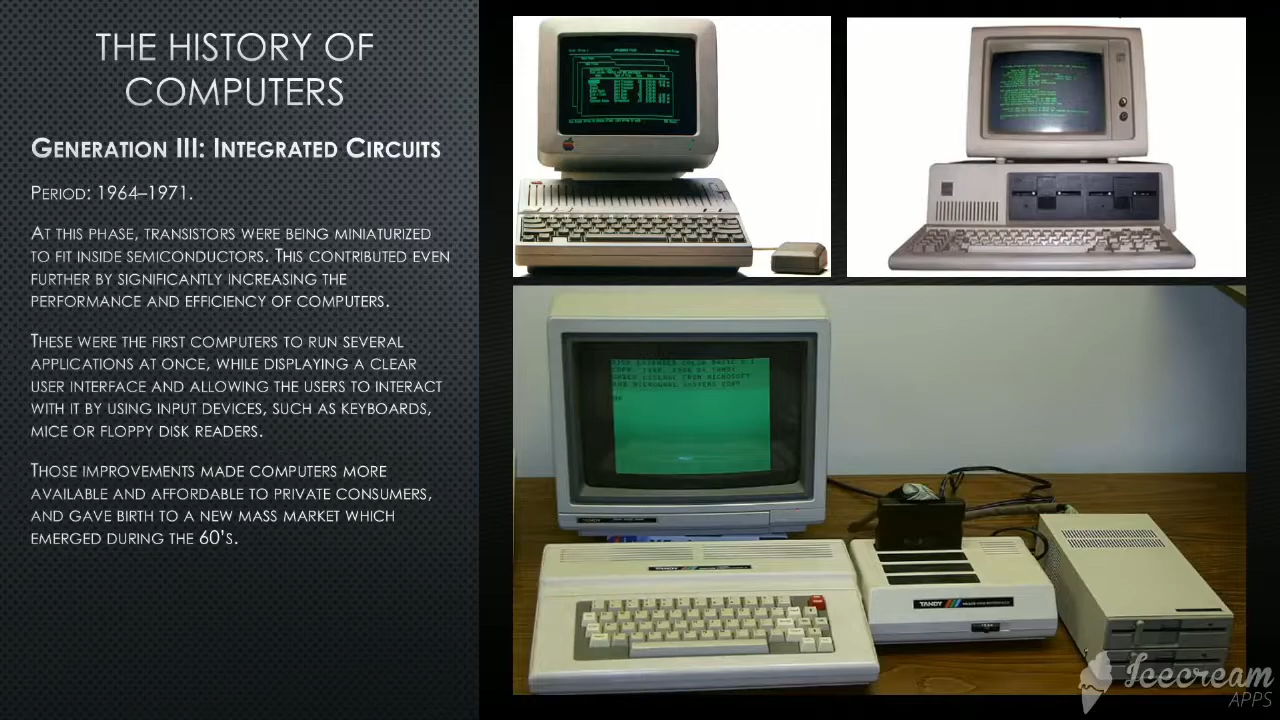 THE HISTORY OF
COMPUTERS
GENERATION III: INTEGRATED CIRCUITS
PERIOD: 1964–1971.
AT THIS PHASE, TRANSISTORS WERE BEING MINIATURIZED
TO FIT INSIDE SEMICONDUCTORS. THIS CONTRIBUTED EVEN
FURTHER BY SIGNIFICANTLY INCREASING THE
PERFORMANCE AND EFFICIENCY OF COMPUTERS.
THESE WERE THE FIRST COMPUTERS TO RUN SEVERAL
APPLICATIONS AT ONCE, WHILE DISPLAYING A CLEAR
USER INTERFACE AND ALLOWING THE USERS TO INTERACT
WITH IT BY USING INPUT DEVICES, SUCH AS KEYBOARDS,
MICE OR FLOPPY DISK READERS.
THOSE IMPROVEMENTS MADE COMPUTERS MORE
AVAILABLE AND AFFORDABLE TO PRIVATE CONSUMERS,
AND GAVE BIRTH TO A NEW MASS MARKET WHICH
EMERGED DURING THE 60'S.
TANDY
TANDY
TANDY
Icecream
APPS